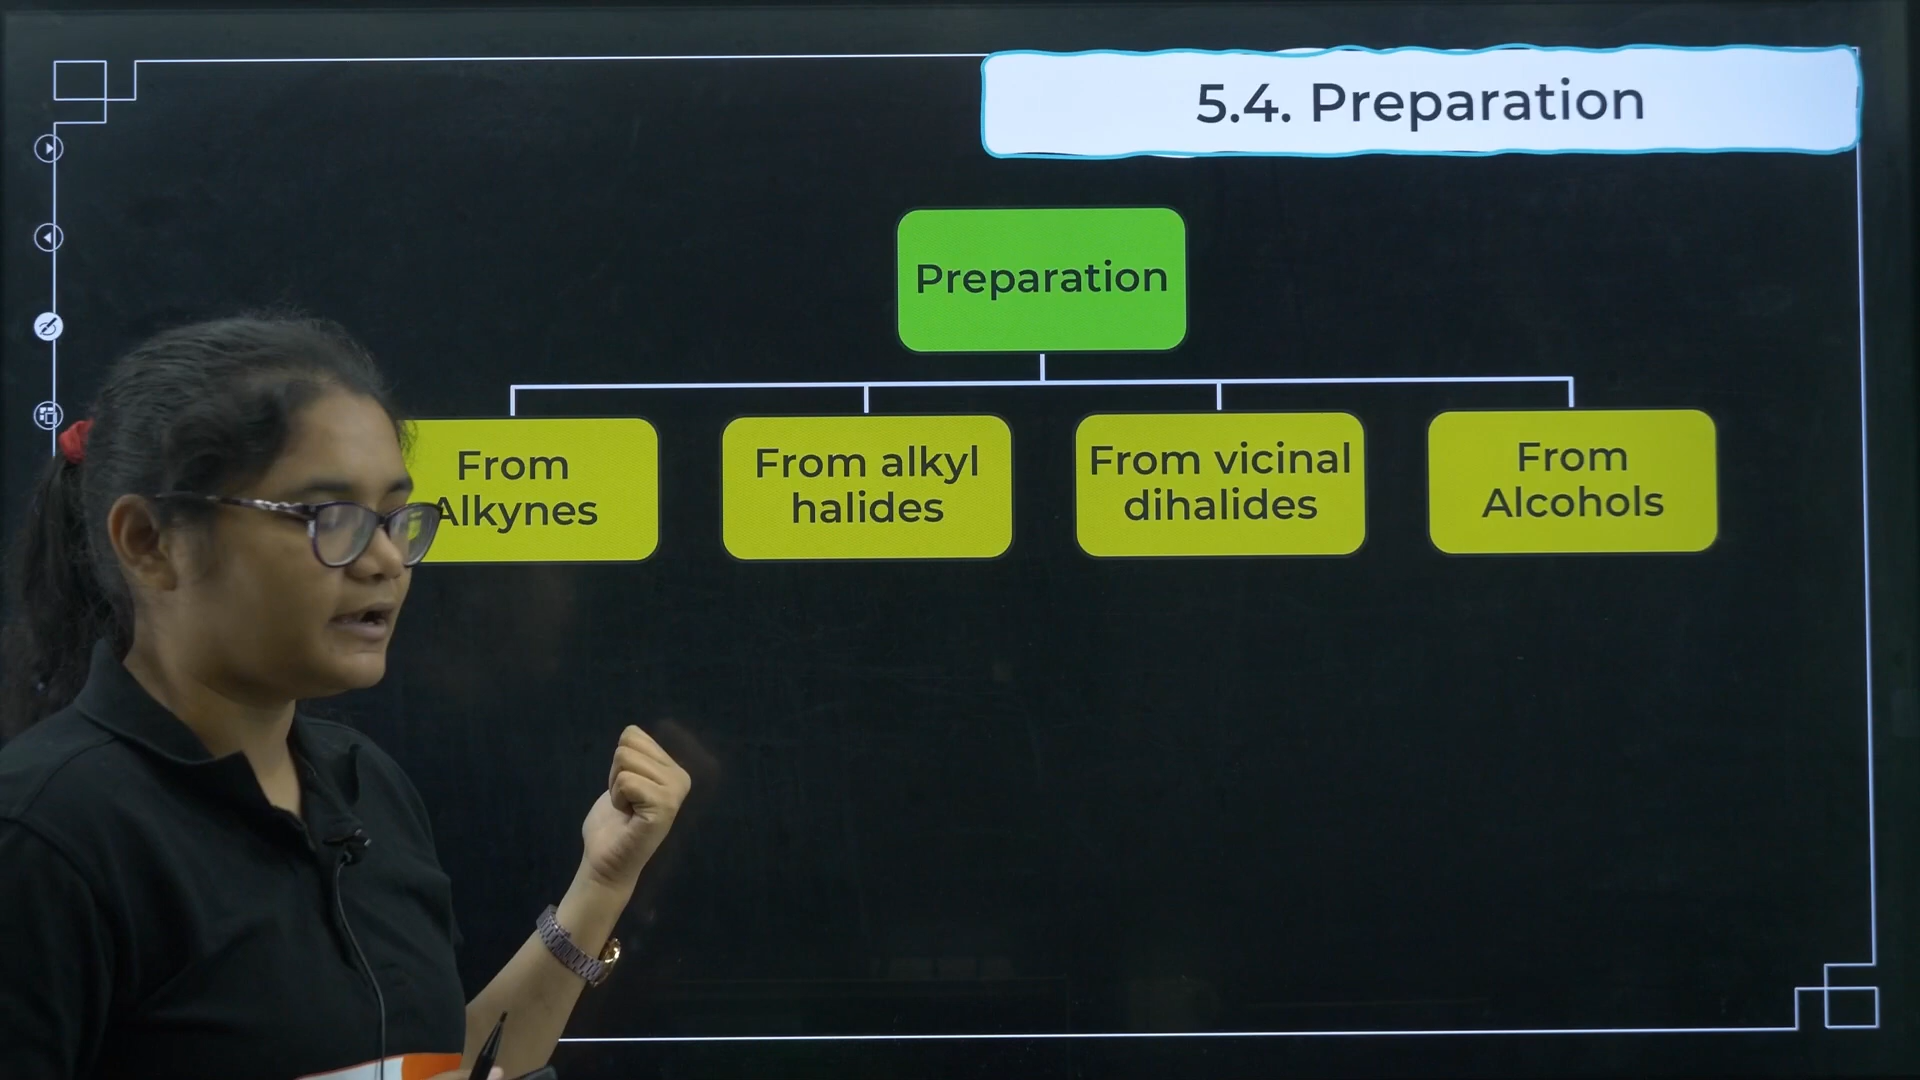 5.4. Preparation
Preparation
From
Alkynes
From alkyl
halides
From vicinal
dihalides
From
Alcohols